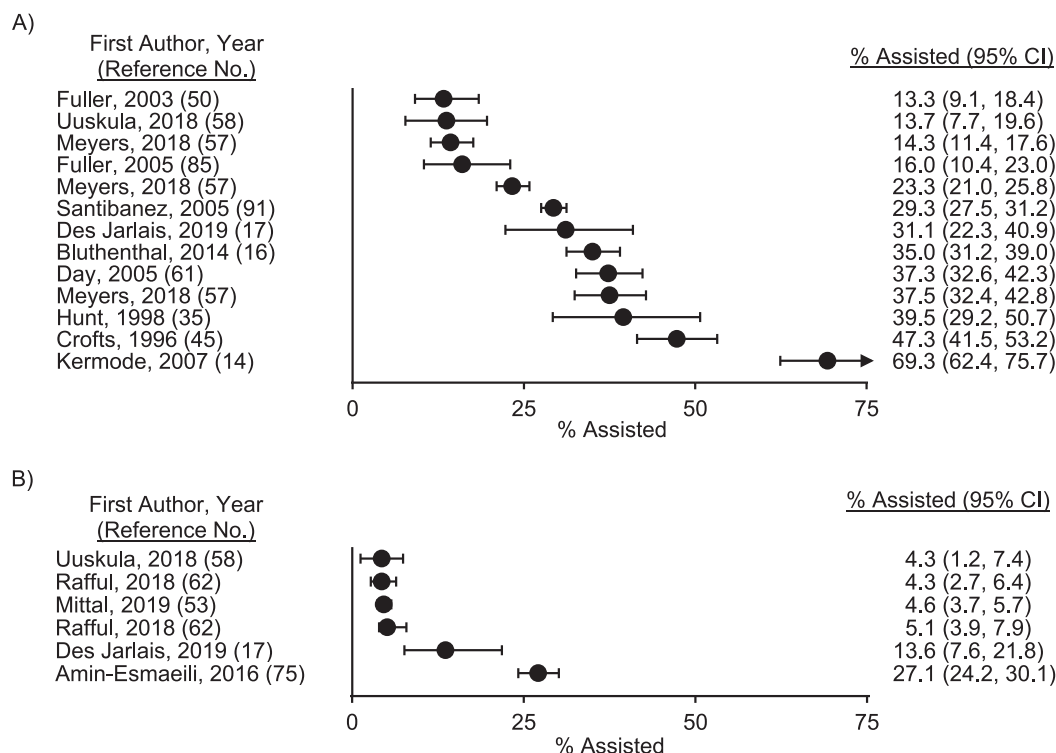 A)
First Author, Year
(Reference No.)
% Assisted (95% CI)
Fuller, 2003 (50) 13.3 (9.1, 18.4)
Uuskula, 2018 (58) 13.7 (7.7, 19.6)
Meyers, 2018 (57) 14.3 (11.4, 17.6)
Fuller, 2005 (85) 16.0 (10.4, 23.0)
Meyers, 2018 (57) 23.3 (21.0, 25.8)
Santibanez, 2005 (91) 29.3 (27.5, 31.2)
Des Jarlais, 2019 (17) 31.1 (22.3, 40.9)
Bluthenthal, 2014 (16) 35.0 (31.2, 39.0)
Day, 2005 (61) 37.3 (32.6, 42.3)
Meyers, 2018 (57) 37.5 (32.4, 42.8)
Hunt, 1998 (35) 39.5 (29.2, 50.7)
Crofts, 1996 (45) 47.3 (41.5, 53.2)
Kermode, 2007 (14) 69.3 (62.4, 75.7)
0 25 50 75
% Assisted
B)
First Author, Year
(Reference No.)
% Assisted (95% CI)
Uuskula, 2018 (58) 4.3 (1.2, 7.4)
Rafful, 2018 (62) 4.3 (2.7, 6.4)
Mittal, 2019 (53) 4.6 (3.7, 5.7)
Rafful, 2018 (62) 5.1 (3.9, 7.9)
Des Jarlais, 2019 (17) 13.6 (7.6, 21.8)
Amin-Esmaeili, 2016 (75) 27.1 (24.2, 30.1)
0 25 50 75
% Assisted